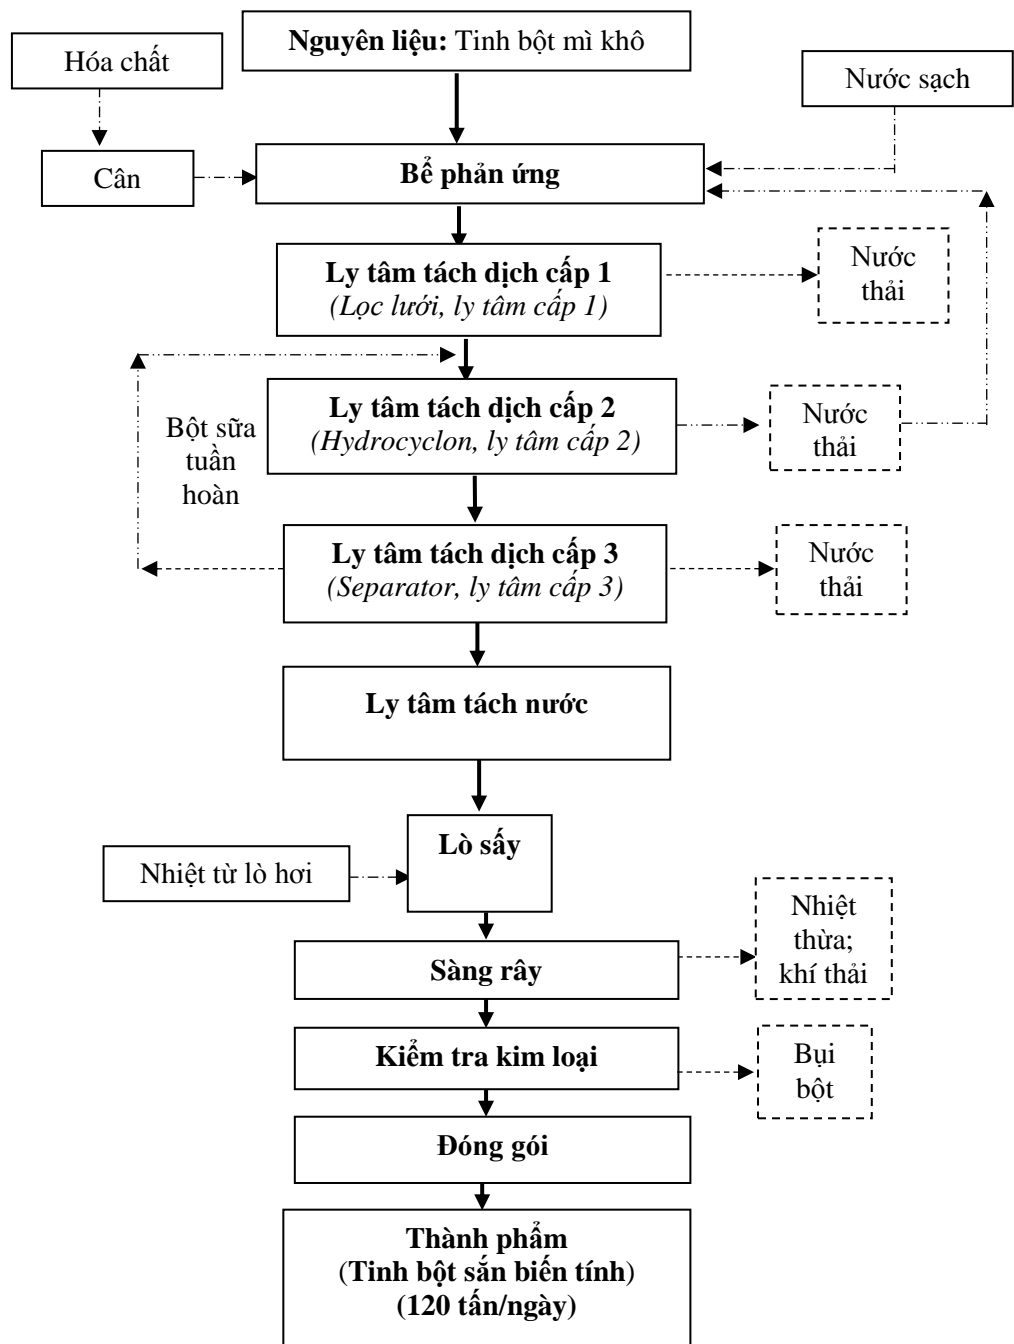 Nguyên liệu: Tinh bột mì khô
Hóa chất
Nước sạch
Cân
Bể phản ứng
Ly tâm tách dịch cấp 1
(Lọc lưới, ly tâm cấp 1)
Nước
thải
Ly tâm tách dịch cấp 2
(Hydrocyclon, ly tâm cấp 2)
Nước
thải
Bột sữa
tuần
hoàn
Ly tâm tách dịch cấp 3
(Separator, ly tâm cấp 3)
Nước
thải
Ly tâm tách nước
Lò sấy
Nhiệt từ lò hơi
Nhiệt
thừa;
khí thải
Sàng rây
Kiểm tra kim loại
Bụi
bột
Đóng gói
Thành phẩm
(Tinh bột sắn biến tính)
(120 tấn/ngày)